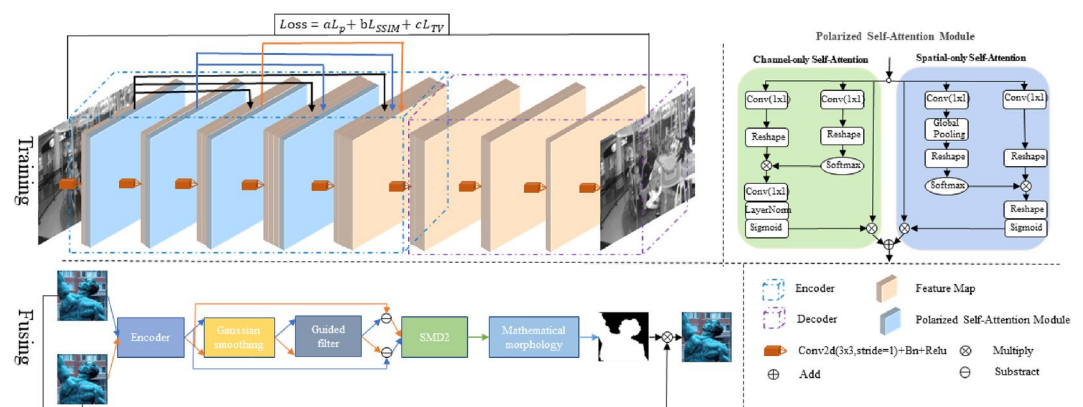 Loss = aLₚ + bL_SSIM + cL_TV
Training
Polarized Self-Attention Module
Channel-only Self-Attention
Spatial-only Self-Attention
Conv(1x1)
Conv(1x1)
Reshape
Reshape
Softmax
Conv(1x1)
LayerNorm
Sigmoid
Conv(1x1)
Conv(1x1)
Global
Pooling
Reshape
Reshape
Softmax
Reshape
Sigmoid
Fusing
Encoder
Gaussian
smoothing
Guided
filter
SMD2
Mathematical
morphology
Encoder
Feature Map
Decoder
Polarized Self-Attention Module
Conv2d(3x3,stride=1)+Bn+Relu
Multiply
Add
Substract